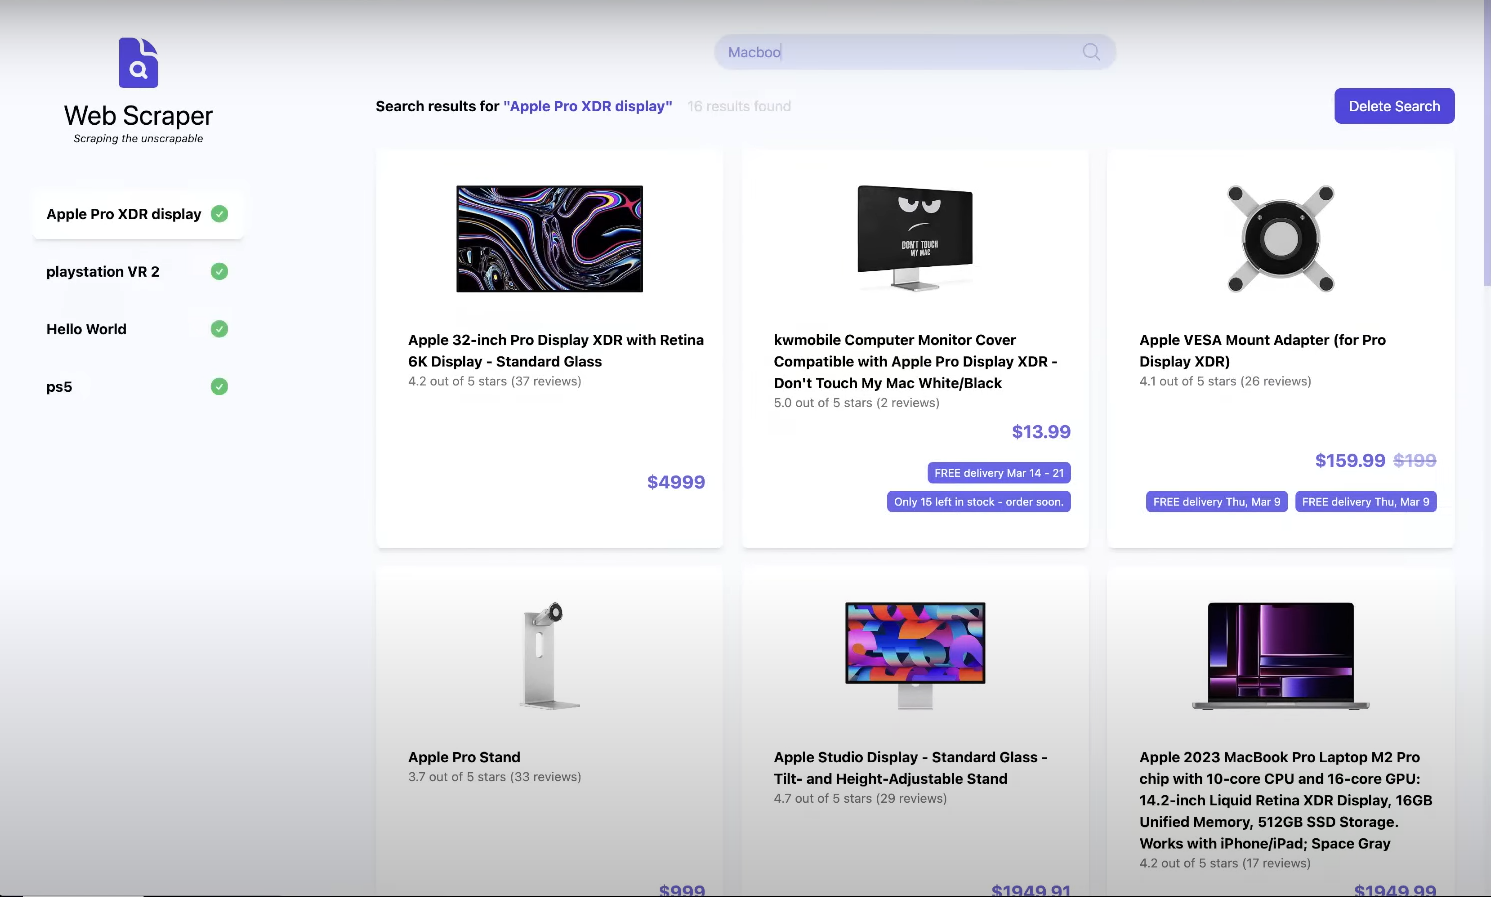 Macboo
Web Scraper
Scraping the unscrapable
Search results for "Apple Pro XDR display" 16 results found
Delete Search
Apple Pro XDR display
playstation VR 2
Hello World
ps5
Apple 32-inch Pro Display XDR with Retina
6K Display - Standard Glass
4.2 out of 5 stars (37 reviews)
$4999
DON'T TOUCH
MY MAC
kwmobile Computer Monitor Cover
Compatible with Apple Pro Display XDR -
Don't Touch My Mac White/Black
5.0 out of 5 stars (2 reviews)
$13.99
FREE delivery Mar 14 - 21
Only 15 left in stock - order soon.
Apple VESA Mount Adapter (for Pro
Display XDR)
4.1 out of 5 stars (26 reviews)
$159.99 $199
FREE delivery Thu, Mar 9 FREE delivery Thu, Mar 9
Apple Pro Stand
3.7 out of 5 stars (33 reviews)
$999
Apple Studio Display - Standard Glass -
Tilt- and Height-Adjustable Stand
4.7 out of 5 stars (29 reviews)
$1949.91
Apple 2023 MacBook Pro Laptop M2 Pro
chip with 10-core CPU and 16-core GPU:
14.2-inch Liquid Retina XDR Display, 16GB
Unified Memory, 512GB SSD Storage.
Works with iPhone/iPad; Space Gray
4.2 out of 5 stars (17 reviews)
$1949.99